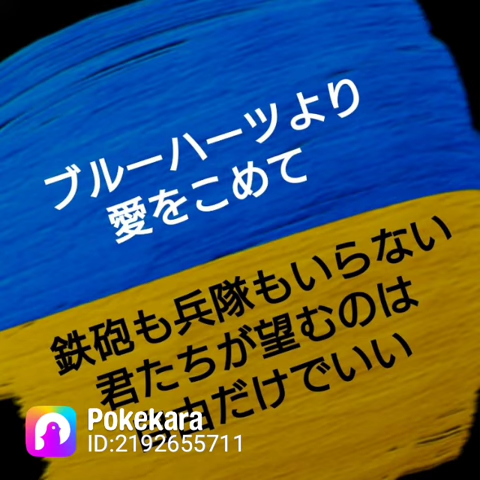 ブルーハーツより
愛をこめて
鉄砲も兵隊もいらない
君たちが望むのは
自由だけでいい
Pokekara
ID:2192655711